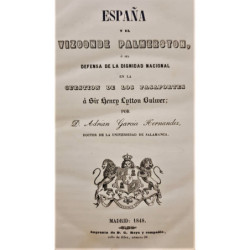 ESPAÑA
Y EL
VIZCONDE PALMERSTON,
Ó SEA
DEFENSA DE LA DIGNIDAD NACIONAL
EN LA
CUESTION DE LOS PASAPORTES
á Sir Henry Lytton Bulwer;
POR
D. Adrian Garcia Hernandez,
DOCTOR DE LA UNIVERSIDAD DE SALAMANCA.
MADRID: 1848.
Imprenta